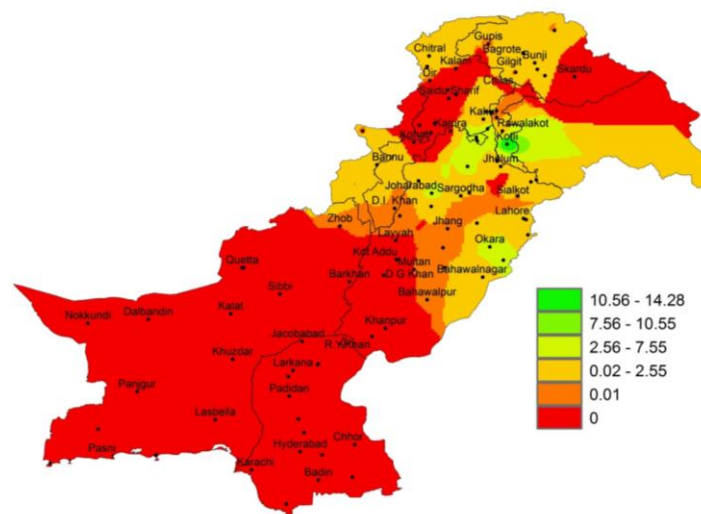 Gupis
Chitral
Bagrote
Bunji
Kalam
Gilgit
Dir
Chilas
Skardu
Saidu Sharif
Kakul
Kamra
Rawalakot
Kohat
Kotli
Bannu
Jhelum
Joharabad
Sargodha
Sialkot
D.I. Khan
Zhob
Jhang
Lahore
Layyah
Okara
Quetta
Kot Addu
Multan
Sibbi
Barkhan
D G Khan
Bahawalnagar
Bahawalpur
Nokkundi
Dalbandin
Kalat
Khanpur
Jacobabad
R.Y.Khan
Khuzdar
Larkana
Panjgur
Padidan
Lasbella
Pasni
Hyderabad
Chhor
Karachi
Badin
10.56 - 14.28
7.56 - 10.55
2.56 - 7.55
0.02 - 2.55
0.01
0